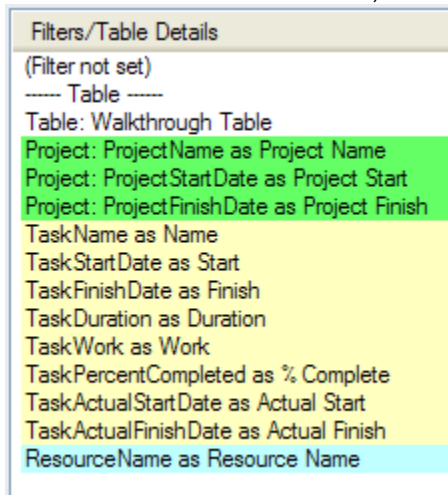 Filters/Table Details
(Filter not set)
------ Table ------
Table: Walkthrough Table
Project: ProjectName as Project Name
Project: ProjectStartDate as Project Start
Project: ProjectFinishDate as Project Finish
TaskName as Name
TaskStartDate as Start
TaskFinishDate as Finish
TaskDuration as Duration
TaskWork as Work
TaskPercentCompleted as % Complete
TaskActualStartDate as Actual Start
TaskActualFinishDate as Actual Finish
ResourceName as Resource Name